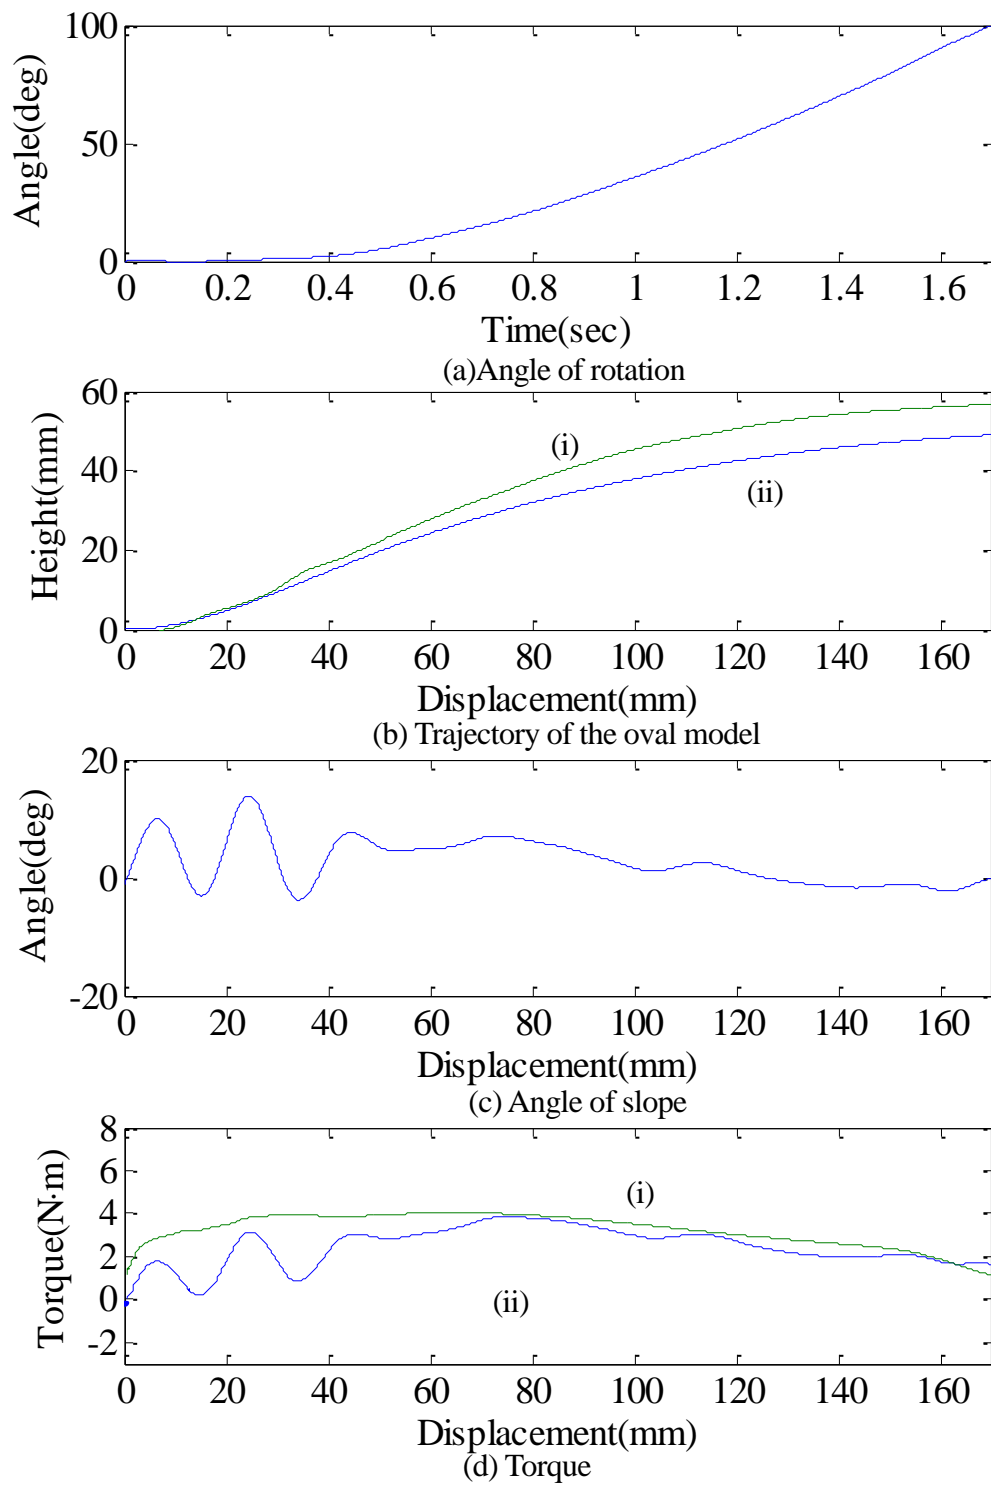 100
50
0
Angle(deg)
0 0.2 0.4 0.6 0.8 1 1.2 1.4 1.6
Time(sec)
(a)Angle of rotation
60
40
20
0
Height(mm)
(i)
(ii)
0 20 40 60 80 100 120 140 160
Displacement(mm)
(b) Trajectory of the oval model
20
0
-20
Angle(deg)
0 20 40 60 80 100 120 140 160
Displacement(mm)
(c) Angle of slope
8
6
4
2
0
-2
Torque(N·m)
(i)
(ii)
0 20 40 60 80 100 120 140 160
Displacement(mm)
(d) Torque